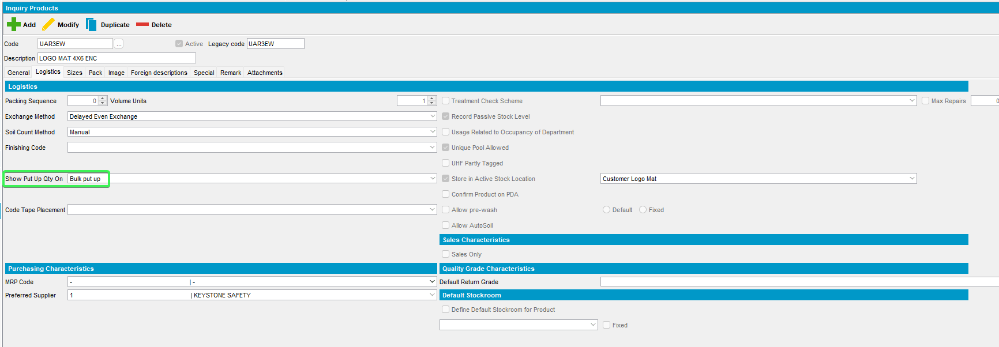 Inquiry Products
Add Modify Duplicate Delete
Code UAR3EW ... Active Legacy code UAR3EW
Description LOGO MAT 4X6 ENC
General Logistics Sizes Pack Image Foreign descriptions Special Remark Attachments
Logistics
Packing Sequence 0 Volume Units 1 Treatment Check Scheme Max Repairs 0
Exchange Method Delayed Even Exchange Record Passive Stock Level
Soil Count Method Manual Usage Related to Occupancy of Department
Finishing Code Unique Pool Allowed
UHF Partly Tagged
Show Put Up Qty On Bulk put up Store in Active Stock Location Customer Logo Mat
Confirm Product on PDA
Code Tape Placement Allow pre-wash Default Fixed
Allow AutoSoil
Sales Characteristics
Sales Only
Purchasing Characteristics Quality Grade Characteristics
MRP Code - | - Default Return Grade
Preferred Supplier 1 | KEYSTONE SAFETY Default Stockroom
Define Default Stockroom for Product
Fixed